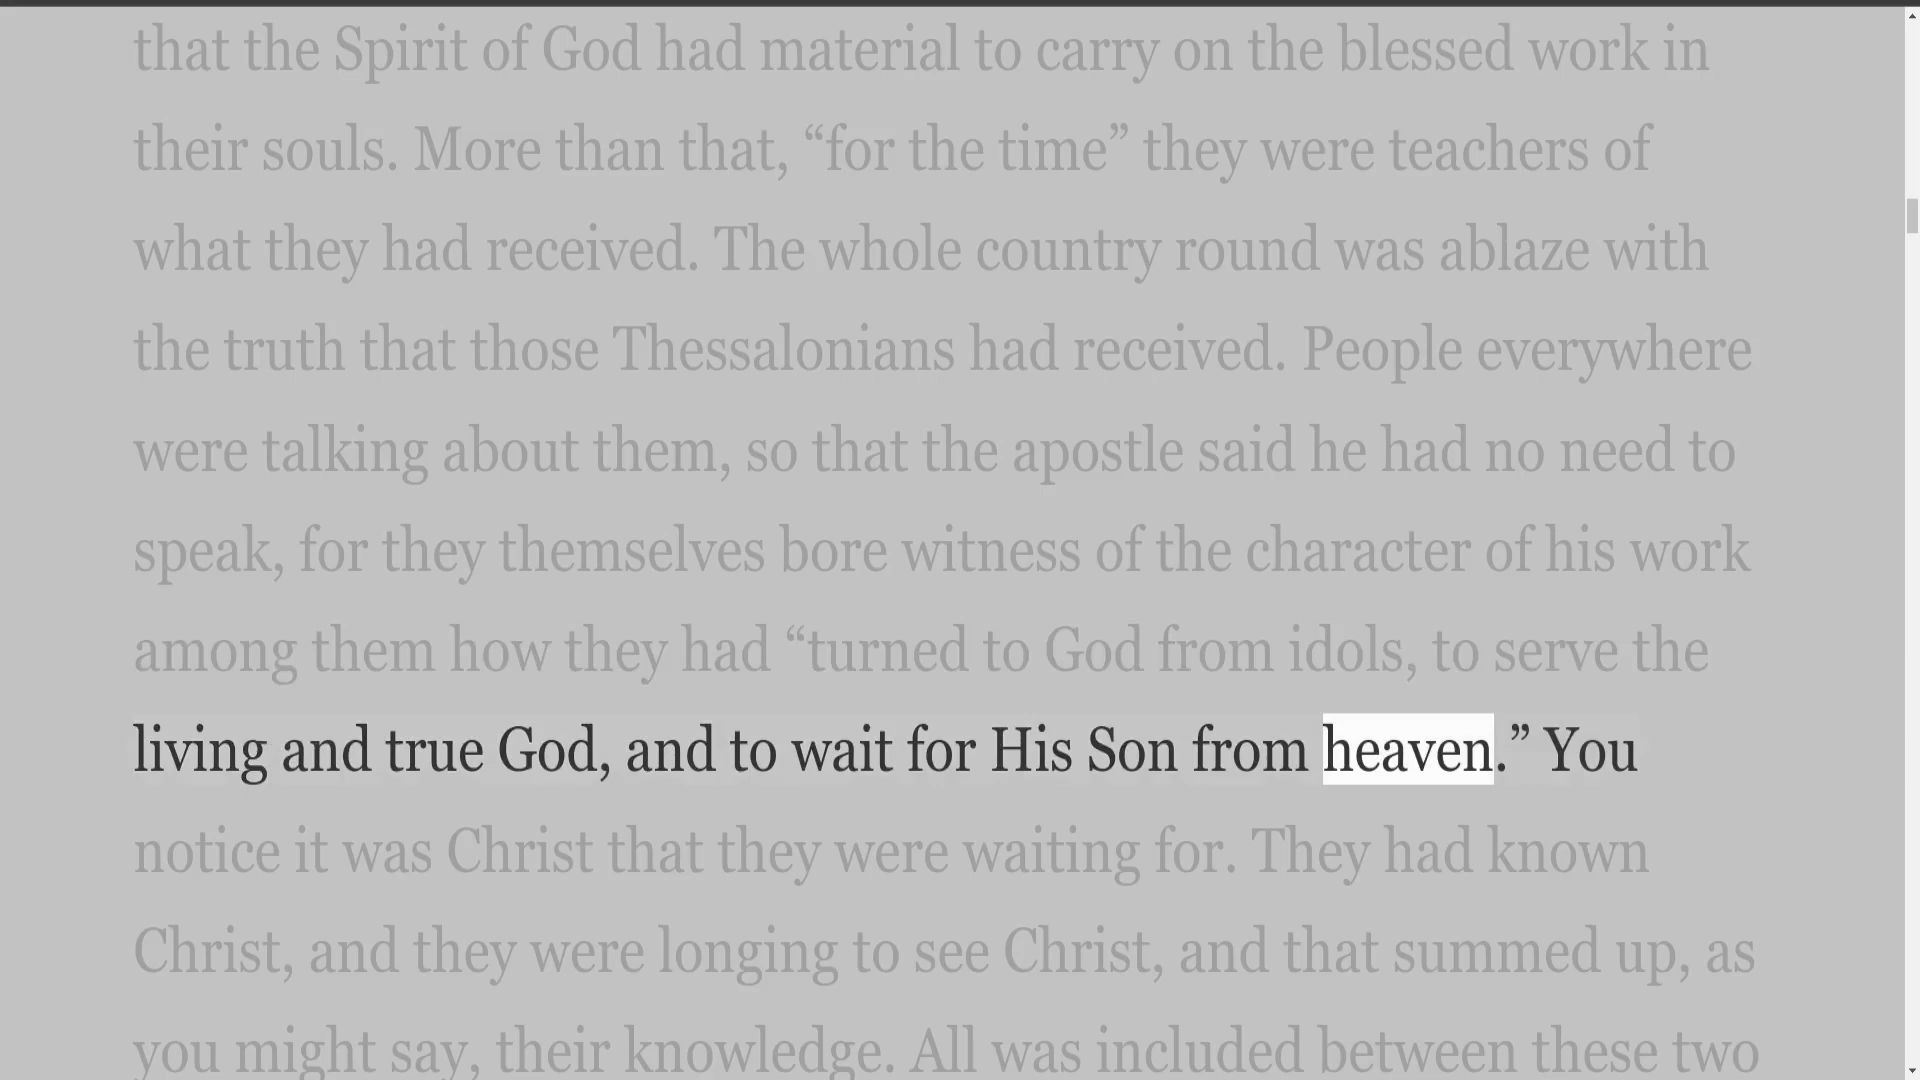 that the Spirit of God had material to carry on the blessed work in
their souls. More than that, “for the time” they were teachers of
what they had received. The whole country round was ablaze with
the truth that those Thessalonians had received. People everywhere
were talking about them, so that the apostle said he had no need to
speak, for they themselves bore witness of the character of his work
among them how they had “turned to God from idols, to serve the
living and true God, and to wait for His Son from heaven.” You
notice it was Christ that they were waiting for. They had known
Christ, and they were longing to see Christ, and that summed up, as
you might say, their knowledge. All was included between these two